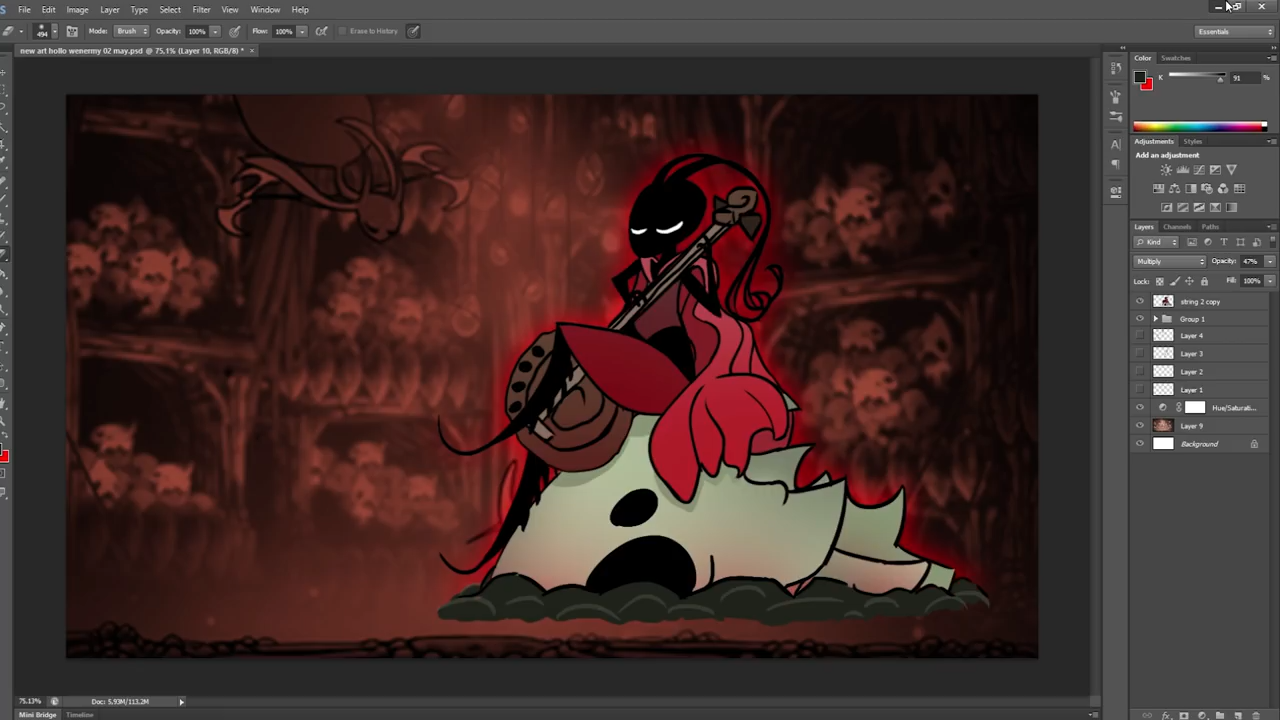 File Edit Image Layer Type Select Filter View Window Help
494 Mode: Brush Opacity: 100% Flow: 100% Erase to History Essentials
new art hollo wenermy 02 may.psd @ 75,1% (Layer 10, RGB/8) * ×
Color Swatches
K 91 %
Adjustments Styles
Add an adjustment
Layers Channels Paths
Kind
Multiply Opacity: 47%
Lock: Fill: 100%
string 2 copy
Group 1
Layer 4
Layer 3
Layer 2
Layer 1
Hue/Saturati...
Layer 9
Background
75.13% Doc: 5.93M/113.2M
Mini Bridge Timeline